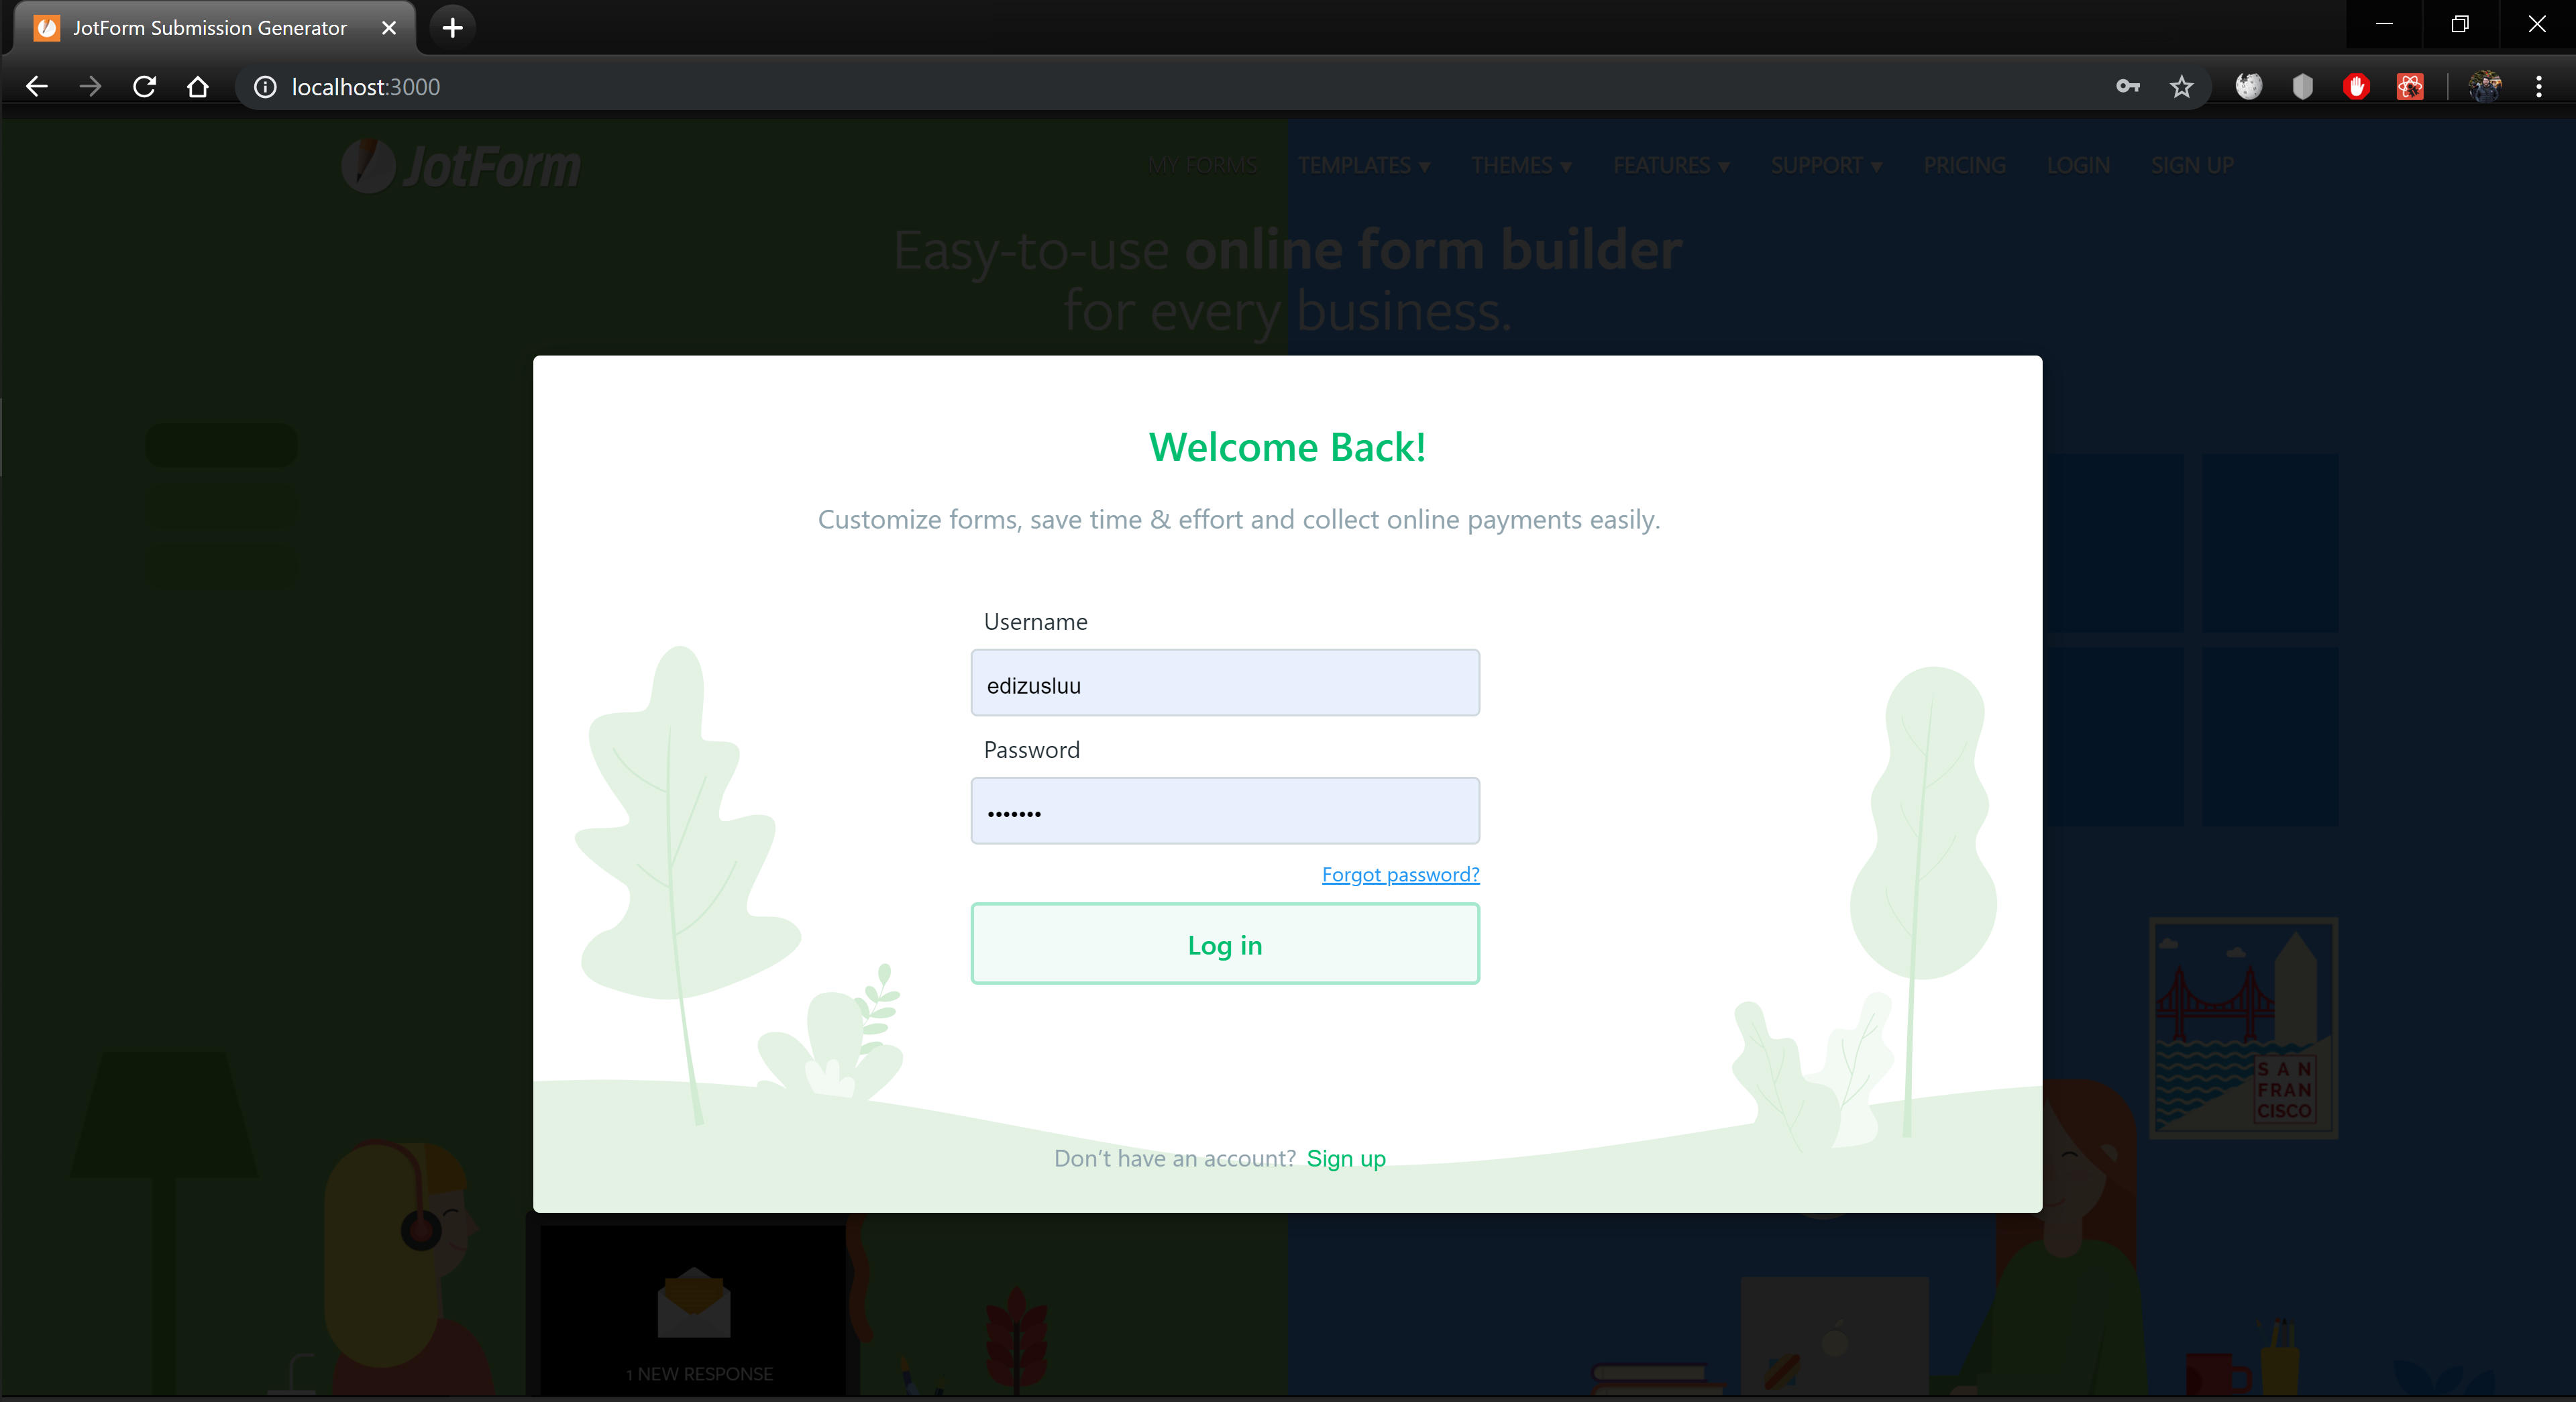 JotForm Submission Generator
localhost:3000
JotForm
MY FORMS TEMPLATES ▼ THEMES ▼ FEATURES ▼ SUPPORT ▼ PRICING LOGIN SIGN UP
Easy-to-use online form builder
for every business.
Welcome Back!
Customize forms, save time & effort and collect online payments easily.
Username
edizusluu
Password
•••••••
Forgot password?
Log in
Don't have an account? Sign up
SAN
FRAN
CISCO
1 NEW RESPONSE